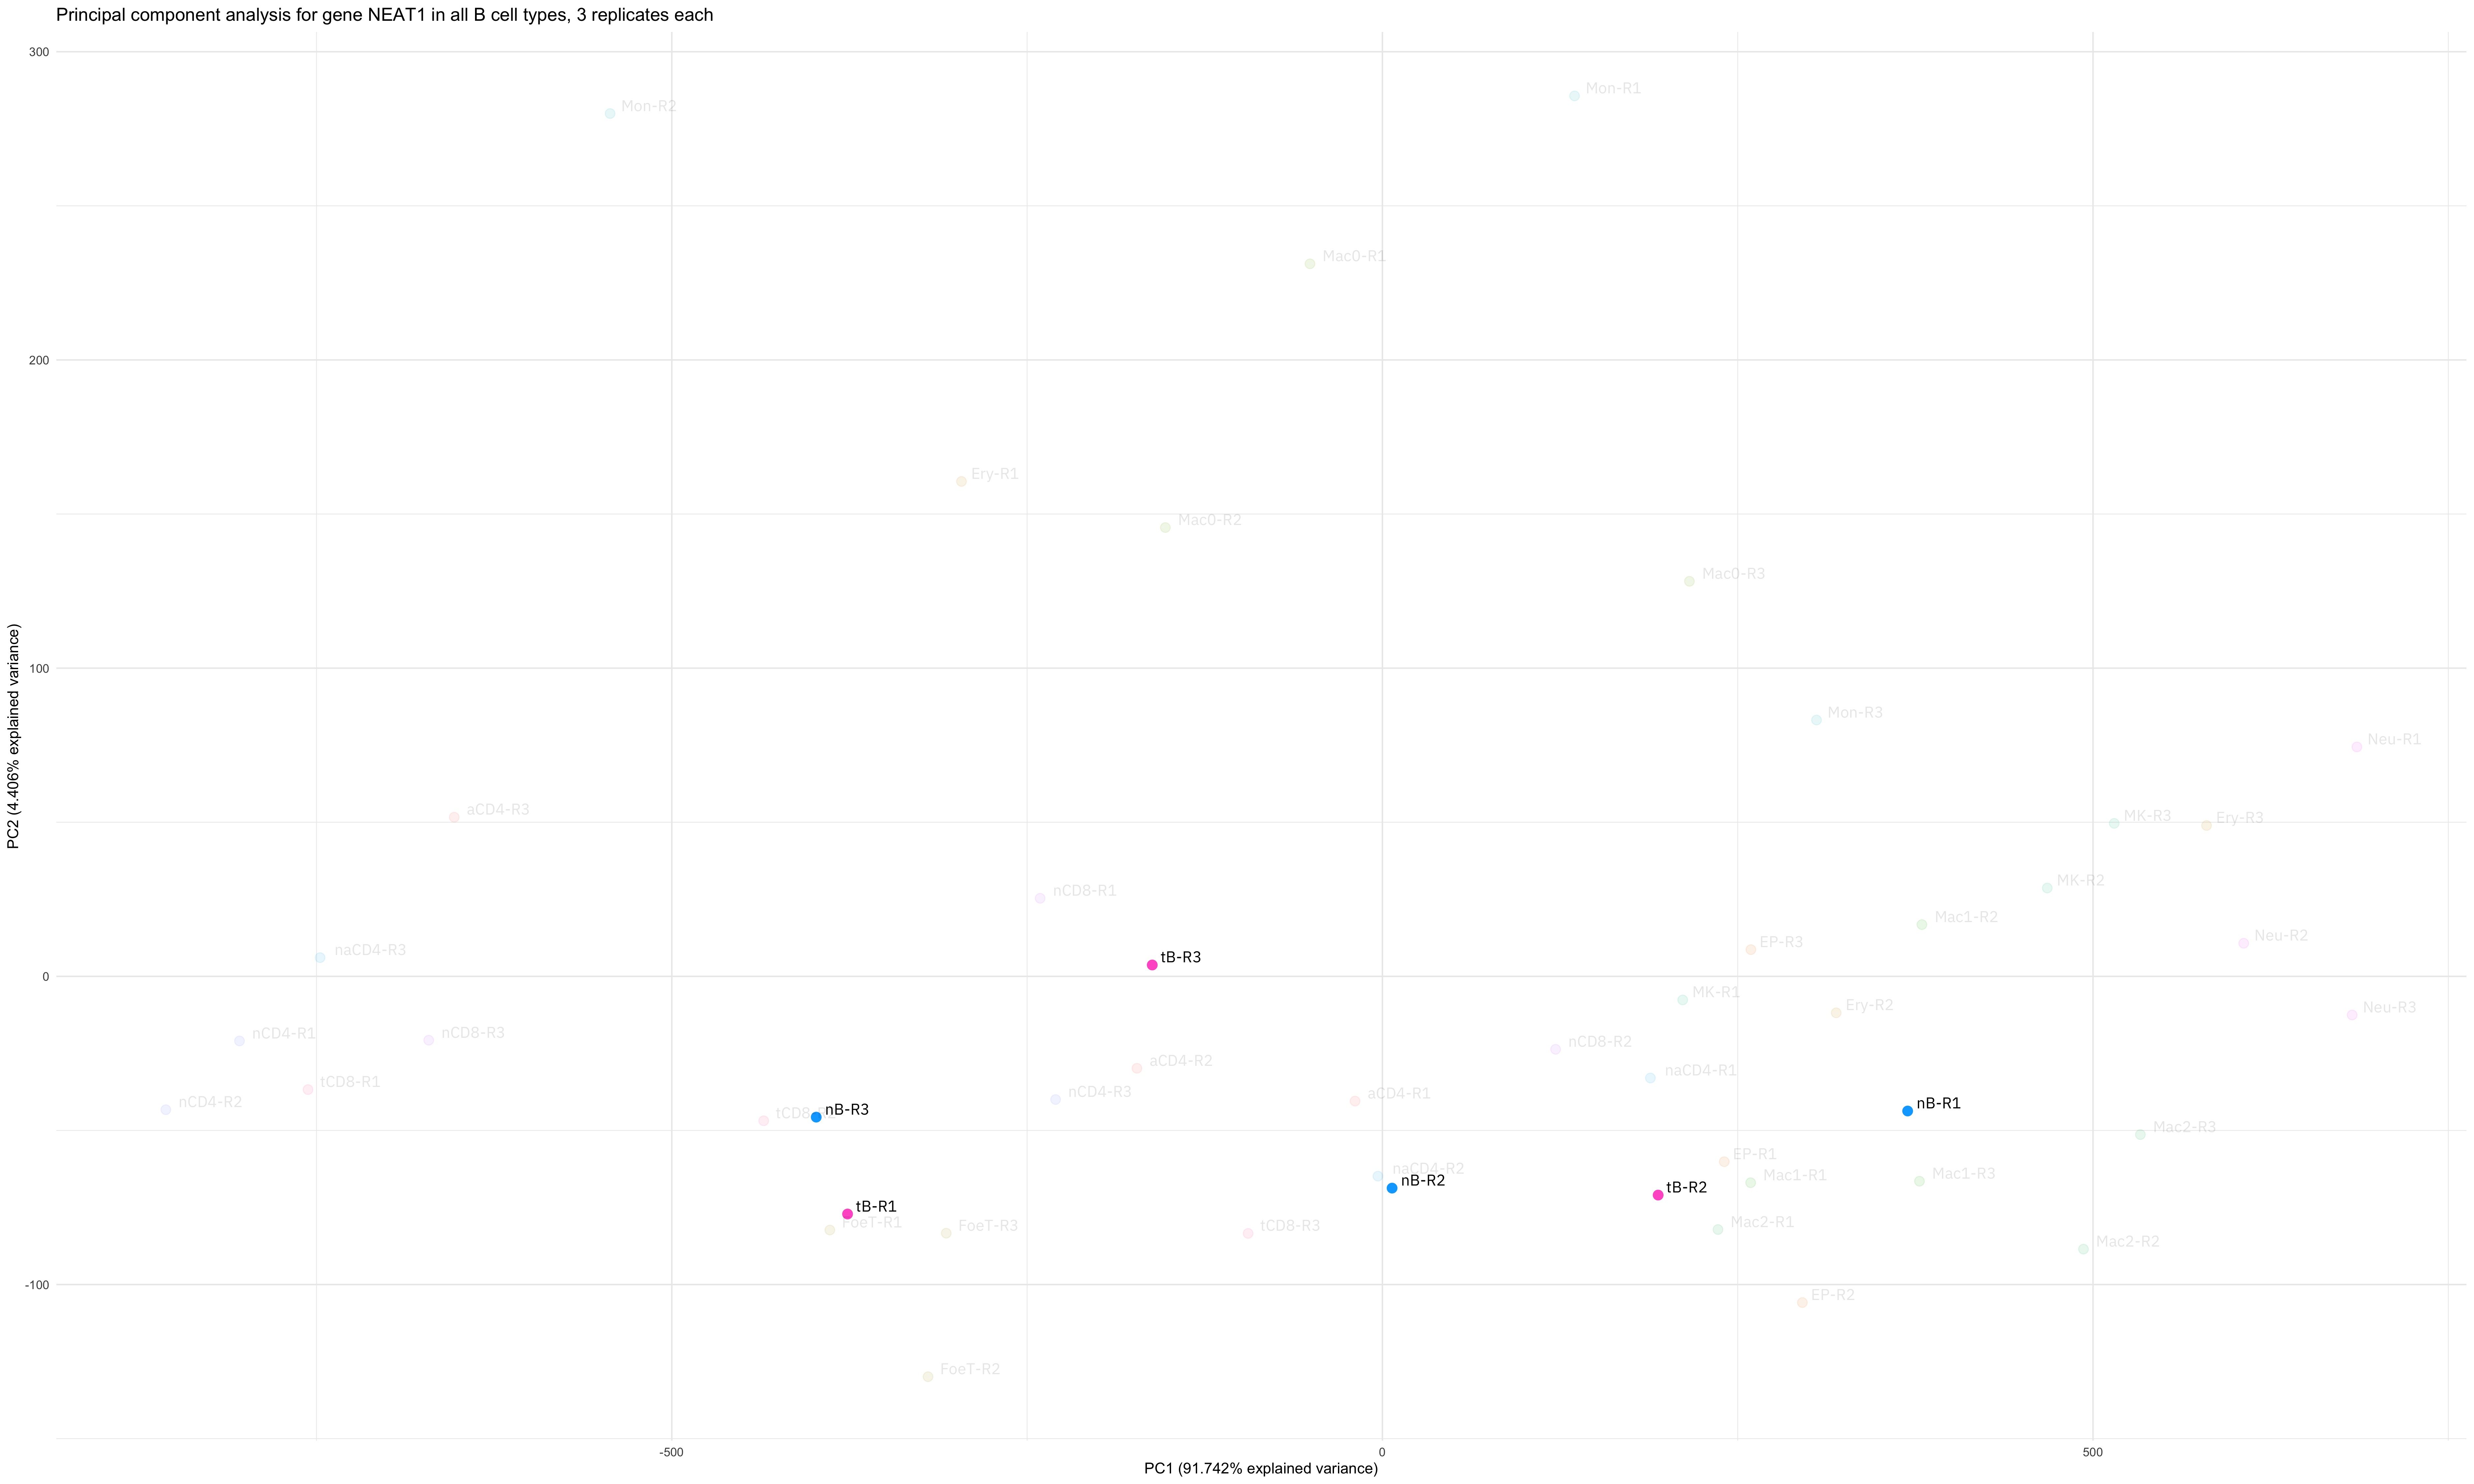 Principal component analysis for gene NEAT1 in all B cell types, 3 replicates each
300
Mon-R1
Mon-R2
Mac0-R1
200
Ery-R1
Mac0-R2
Mac0-R3
100
Mon-R3
Neu-R1
PC2 (4.406% explained variance)
aCD4-R3
MK-R3
Ery-R3
nCD8-R1
MK-R2
Mac1-R2
Neu-R2
naCD4-R3
tB-R3
EP-R3
0
MK-R1
Ery-R2
Neu-R3
nCD4-R1
nCD8-R3
nCD8-R2
aCD4-R2
naCD4-R1
tCD8-R1
nCD4-R3
aCD4-R1
nCD4-R2
nB-R3
nB-R1
Mac2-R3
EP-R1
naCD4-R2
Mac1-R1
Mac1-R3
nB-R2
tB-R2
tB-R1
FoeT-R1
FoeT-R3
tCD8-R3
Mac2-R1
Mac2-R2
-100
EP-R2
FoeT-R2
-500
0
500
PC1 (91.742% explained variance)